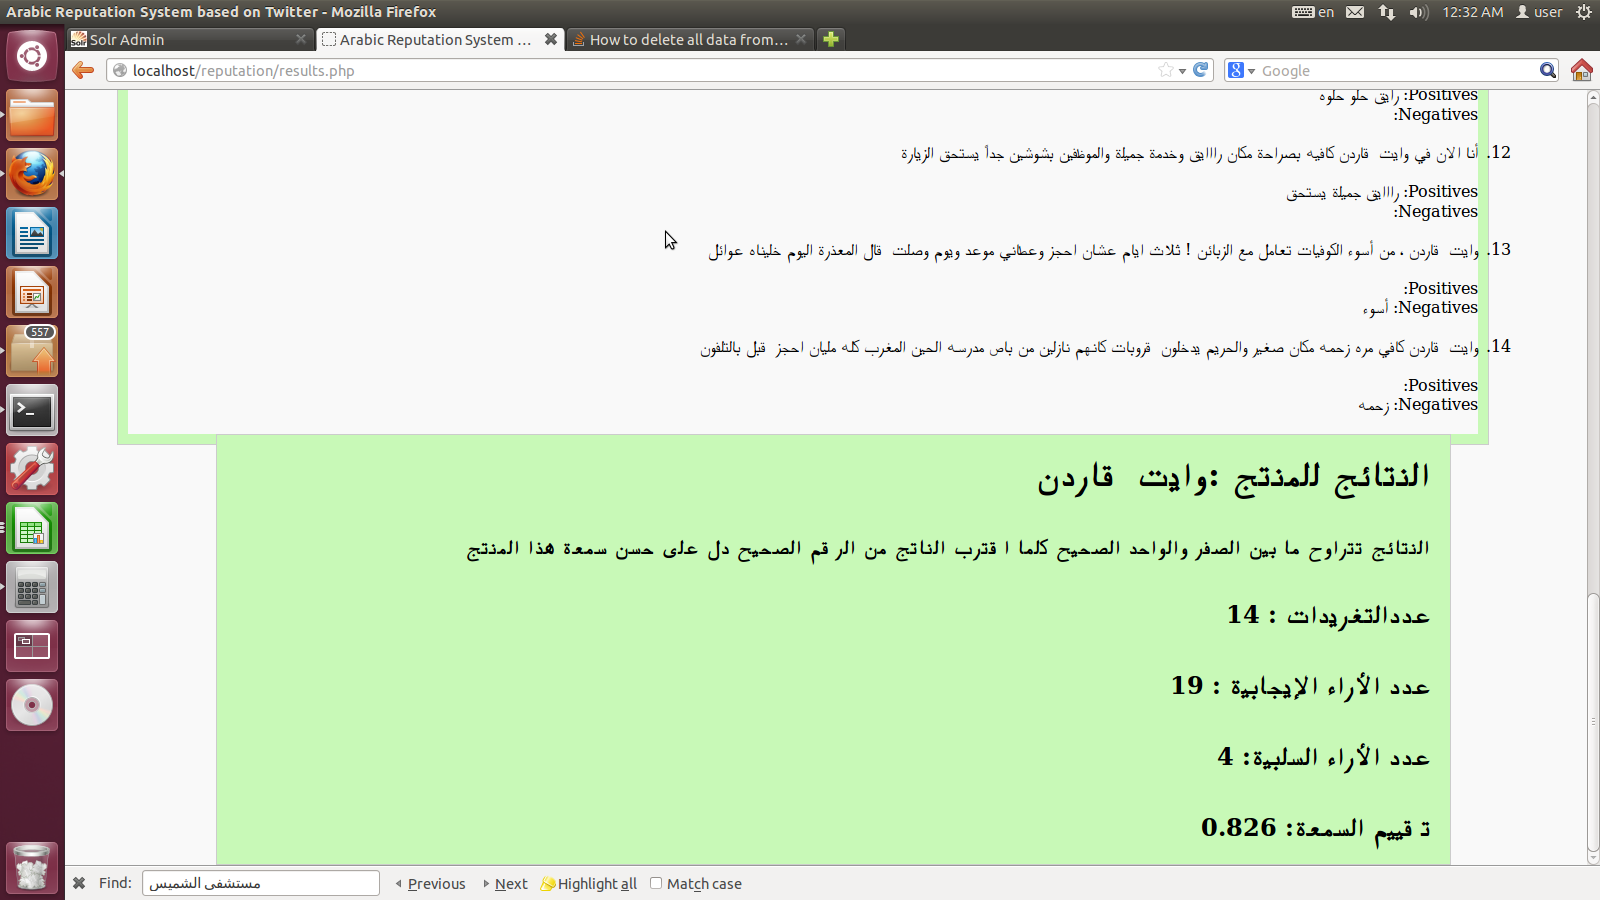 Arabic Reputation System based on Twitter - Mozilla Firefox
en
12:32 AM
user
Solr Admin
Arabic Reputation System ...
How to delete all data from...
localhost/reputation/results.php
Google
557
Positives: رايق حلو حلوه
Negatives:
12. أنا الان في وايت قاردن كافيه بصراحة مكان رااايق وخدمة جميلة والموظفين بشوشين جداً يستحق الزيارة
Positives: رااايق جميلة يستحق
Negatives:
13. وايت قاردن ، من أسوء الكوفيات تعامل مع الزبائن ! ثلاث ايام عشان احجز وعطاني موعد ويوم وصلت قال المعذرة اليوم خليناه عوائل
Positives:
Negatives: أسوء
14. وايت قاردن كافي مره زحمه مكان صغير والحريم يدخلون قروبات كانهم نازلين من باص مدرسه الحين المغرب كله مليان احجز قبل بالتلفون
Positives:
Negatives: زحمه
النتائج للمنتج :وايت قاردن
النتائج تتراوح ما بين الصفر والواحد الصحيح كلما ا قترب الناتج من الر قم الصحيح دل على حسن سمعة هذا المنتج
عددالتغريدات : 14
عدد الأراء الإيجابية : 19
عدد الأراء السلبية: 4
ت قييم السمعة: 0.826
Find: مستشفى الشميس Previous Next Highlight all Match case